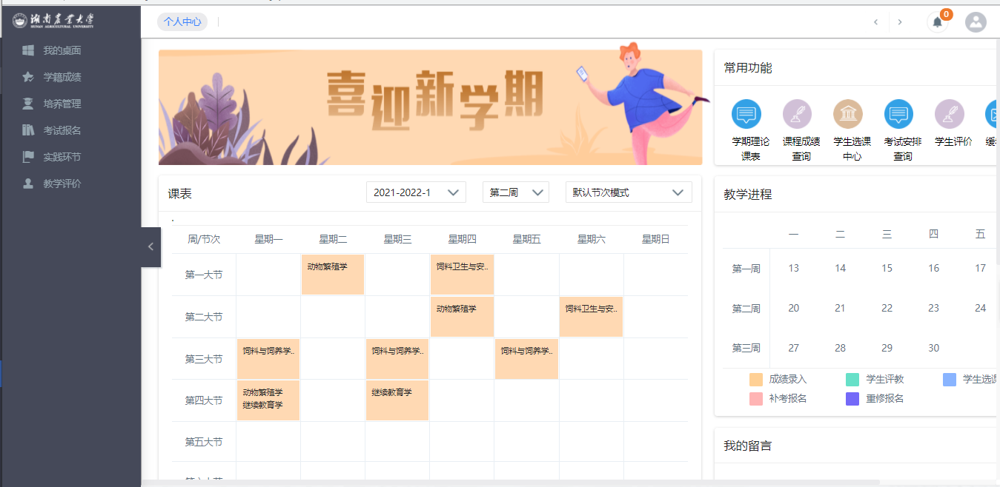 湖南农业大学
HUNAN AGRICULTURAL UNIVERSITY
个人中心
0
我的桌面
学籍成绩
培养管理
考试报名
实践环节
教学评价
喜迎新学期
常用功能
学期理论
课表
课程成绩
查询
学生选课
中心
考试安排
查询
学生评价
缓
课表
2021-2022-1
第二周
默认节次模式
周/节次 星期一 星期二 星期三 星期四 星期五 星期六 星期日
第一大节 动物繁殖学 饲料卫生与安..
第二大节 动物繁殖学 饲料卫生与安..
第三大节 饲料与饲养学.. 饲料与饲养学.. 饲料与饲养学..
第四大节 动物繁殖学 继续教育学
继续教育学
第五大节
教学进程
一 二 三 四 五
第一周 13 14 15 16 17
第二周 20 21 22 23 24
第三周 27 28 29 30
成绩录入 学生评教 学生选课
补考报名 重修报名
我的留言